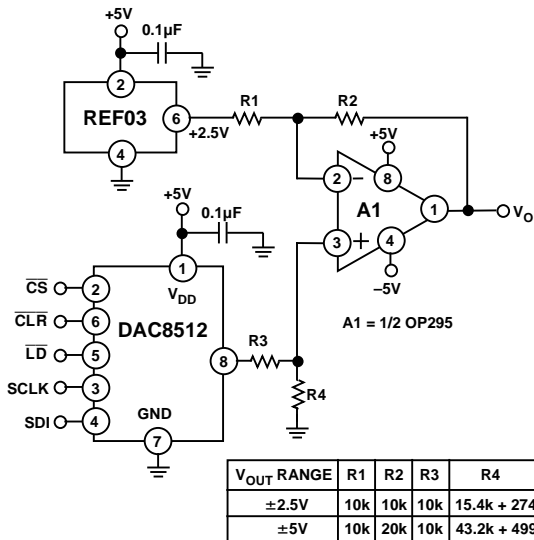 +5V
0.1µF
2
REF03
6
+2.5V
4
R1
R2
+5V
2
−
8
A1
1
V_O
3
+
4
−5V
A1 = 1/2 OP295
+5V
0.1µF
1
V_DD
DAC8512
C̅S̅
2
C̅L̅R̅
6
L̅D̅
5
SCLK
3
SDI
4
8
R3
R4
GND
7
V_OUT RANGE R1 R2 R3 R4
±2.5V 10k 10k 10k 15.4k + 274
±5V 10k 20k 10k 43.2k + 499